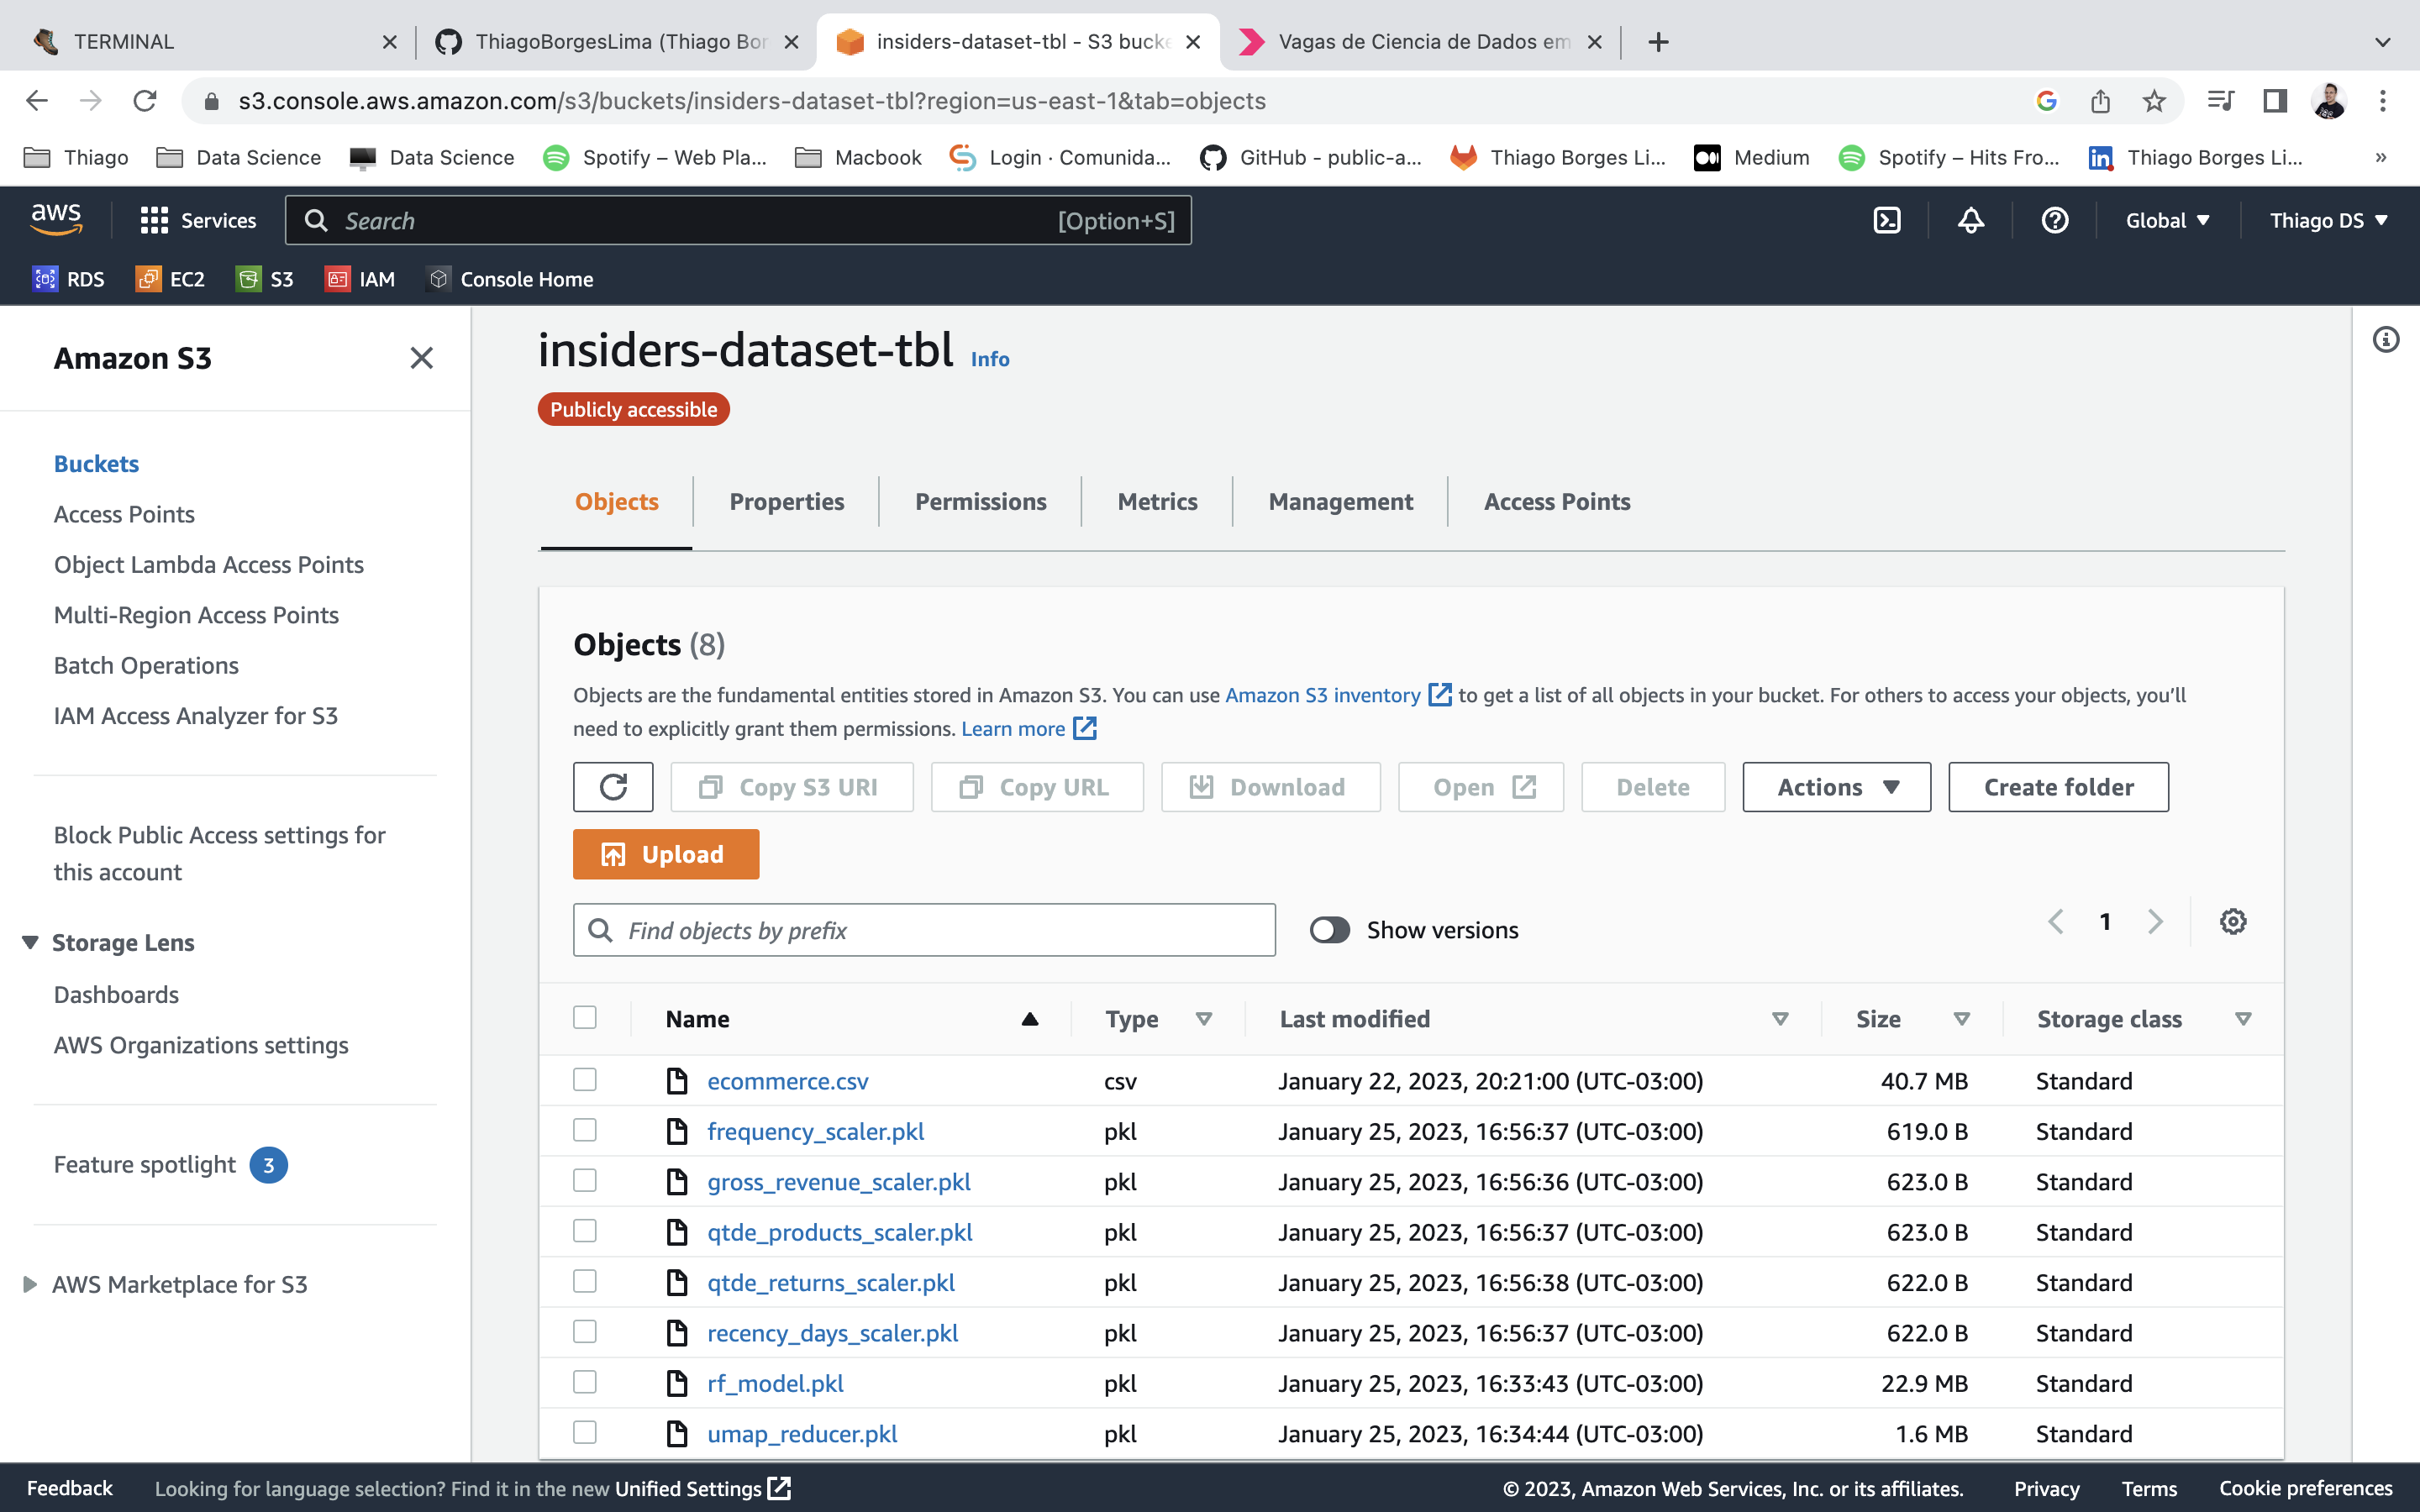 TERMINAL
ThiagoBorgesLima (Thiago Bor
insiders-dataset-tbl - S3 bucke
Vagas de Ciencia de Dados em
s3.console.aws.amazon.com/s3/buckets/insiders-dataset-tbl?region=us-east-1&tab=objects
Thiago
Data Science
Data Science
Spotify – Web Pla...
Macbook
Login · Comunida...
GitHub - public-a...
Thiago Borges Li...
Medium
Spotify – Hits Fro...
Thiago Borges Li...
»
aws
Services
Search
[Option+S]
Global
Thiago DS
RDS
EC2
S3
IAM
Console Home
Amazon S3
Buckets
Access Points
Object Lambda Access Points
Multi-Region Access Points
Batch Operations
IAM Access Analyzer for S3
Block Public Access settings for
this account
Storage Lens
Dashboards
AWS Organizations settings
Feature spotlight 3
AWS Marketplace for S3
insiders-dataset-tbl Info
Publicly accessible
Objects
Properties
Permissions
Metrics
Management
Access Points
Objects (8)
Objects are the fundamental entities stored in Amazon S3. You can use Amazon S3 inventory to get a list of all objects in your bucket. For others to access your objects, you'll
need to explicitly grant them permissions. Learn more
Copy S3 URI
Copy URL
Download
Open
Delete
Actions
Create folder
Upload
Find objects by prefix
Show versions
1
Name Type Last modified Size Storage class
ecommerce.csv csv January 22, 2023, 20:21:00 (UTC-03:00) 40.7 MB Standard
frequency_scaler.pkl pkl January 25, 2023, 16:56:37 (UTC-03:00) 619.0 B Standard
gross_revenue_scaler.pkl pkl January 25, 2023, 16:56:36 (UTC-03:00) 623.0 B Standard
qtde_products_scaler.pkl pkl January 25, 2023, 16:56:37 (UTC-03:00) 623.0 B Standard
qtde_returns_scaler.pkl pkl January 25, 2023, 16:56:38 (UTC-03:00) 622.0 B Standard
recency_days_scaler.pkl pkl January 25, 2023, 16:56:37 (UTC-03:00) 622.0 B Standard
rf_model.pkl pkl January 25, 2023, 16:33:43 (UTC-03:00) 22.9 MB Standard
umap_reducer.pkl pkl January 25, 2023, 16:34:44 (UTC-03:00) 1.6 MB Standard
Feedback
Looking for language selection? Find it in the new Unified Settings
© 2023, Amazon Web Services, Inc. or its affiliates.
Privacy
Terms
Cookie preferences